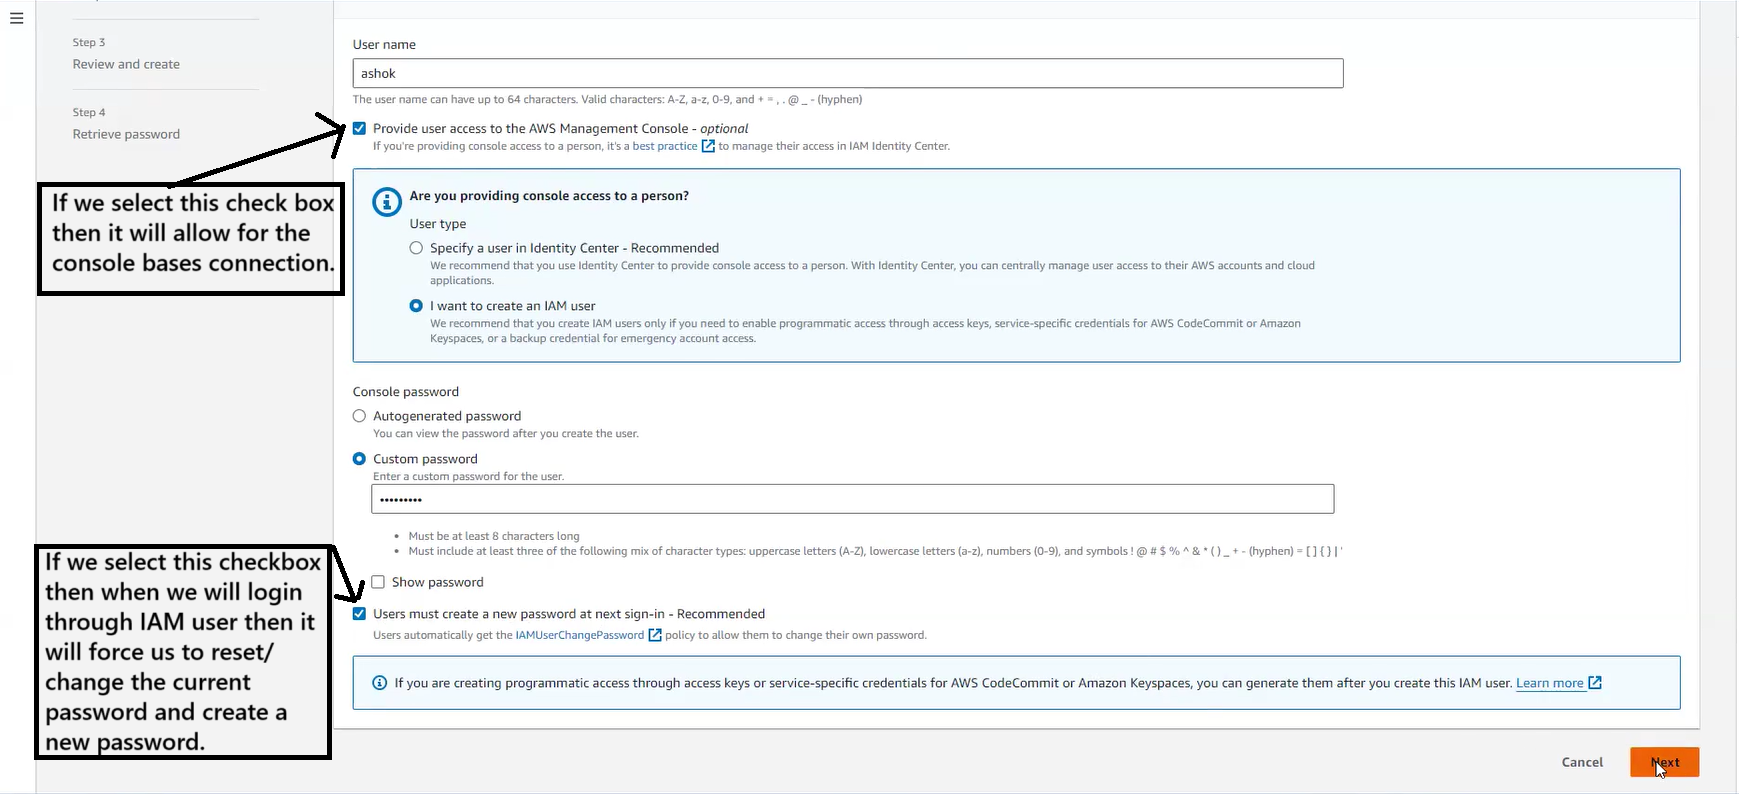 Step 3
Review and create
Step 4
Retrieve password
If we select this check box
then it will allow for the
console bases connection.
If we select this checkbox
then when we will login
through IAM user then it
will force us to reset/
change the current
password and create a
new password.
User name
ashok
The user name can have up to 64 characters. Valid characters: A-Z, a-z, 0-9, and + = , . @ _ - (hyphen)
Provide user access to the AWS Management Console - optional
If you're providing console access to a person, it's a best practice to manage their access in IAM Identity Center.
Are you providing console access to a person?
User type
Specify a user in Identity Center - Recommended
We recommend that you use Identity Center to provide console access to a person. With Identity Center, you can centrally manage user access to their AWS accounts and cloud
applications.
I want to create an IAM user
We recommend that you create IAM users only if you need to enable programmatic access through access keys, service-specific credentials for AWS CodeCommit or Amazon
Keyspaces, or a backup credential for emergency account access.
Console password
Autogenerated password
You can view the password after you create the user.
Custom password
Enter a custom password for the user.
•••••••••
• Must be at least 8 characters long
• Must include at least three of the following mix of character types: uppercase letters (A-Z), lowercase letters (a-z), numbers (0-9), and symbols ! @ # $ % ^ & * ( ) _ + - (hyphen) = [ ] { } | '
Show password
Users must create a new password at next sign-in - Recommended
Users automatically get the IAMUserChangePassword policy to allow them to change their own password.
If you are creating programmatic access through access keys or service-specific credentials for AWS CodeCommit or Amazon Keyspaces, you can generate them after you create this IAM user. Learn more
Cancel
Next